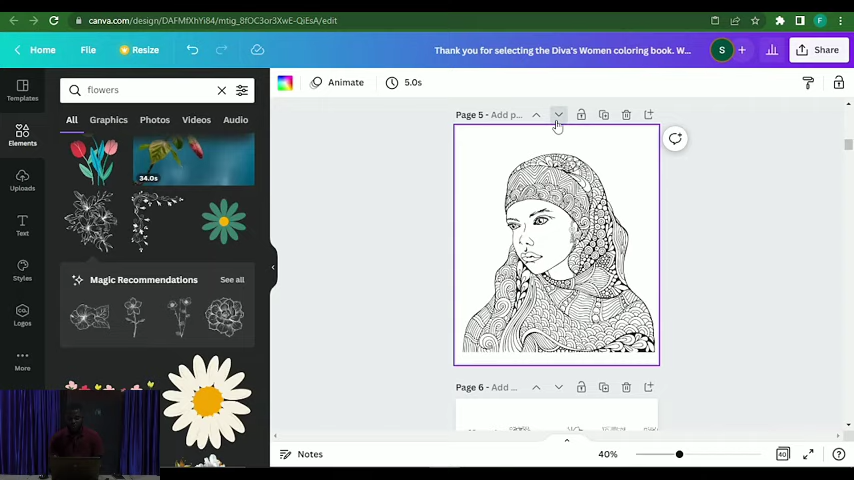 canva.com/design/DAFMfXhYi84/mtig_8fOC3or3XwE-QiEsA/edit
F
Home File Resize Thank you for selecting the Diva's Women coloring book. W... S + Share
Templates
Elements
Uploads
Text
Styles
Logos
More
flowers
All Graphics Photos Videos Audio
34.0s
Magic Recommendations See all
Animate 5.0s
Page 5 - Add p...
Page 6 - Add ...
Notes 40% 40